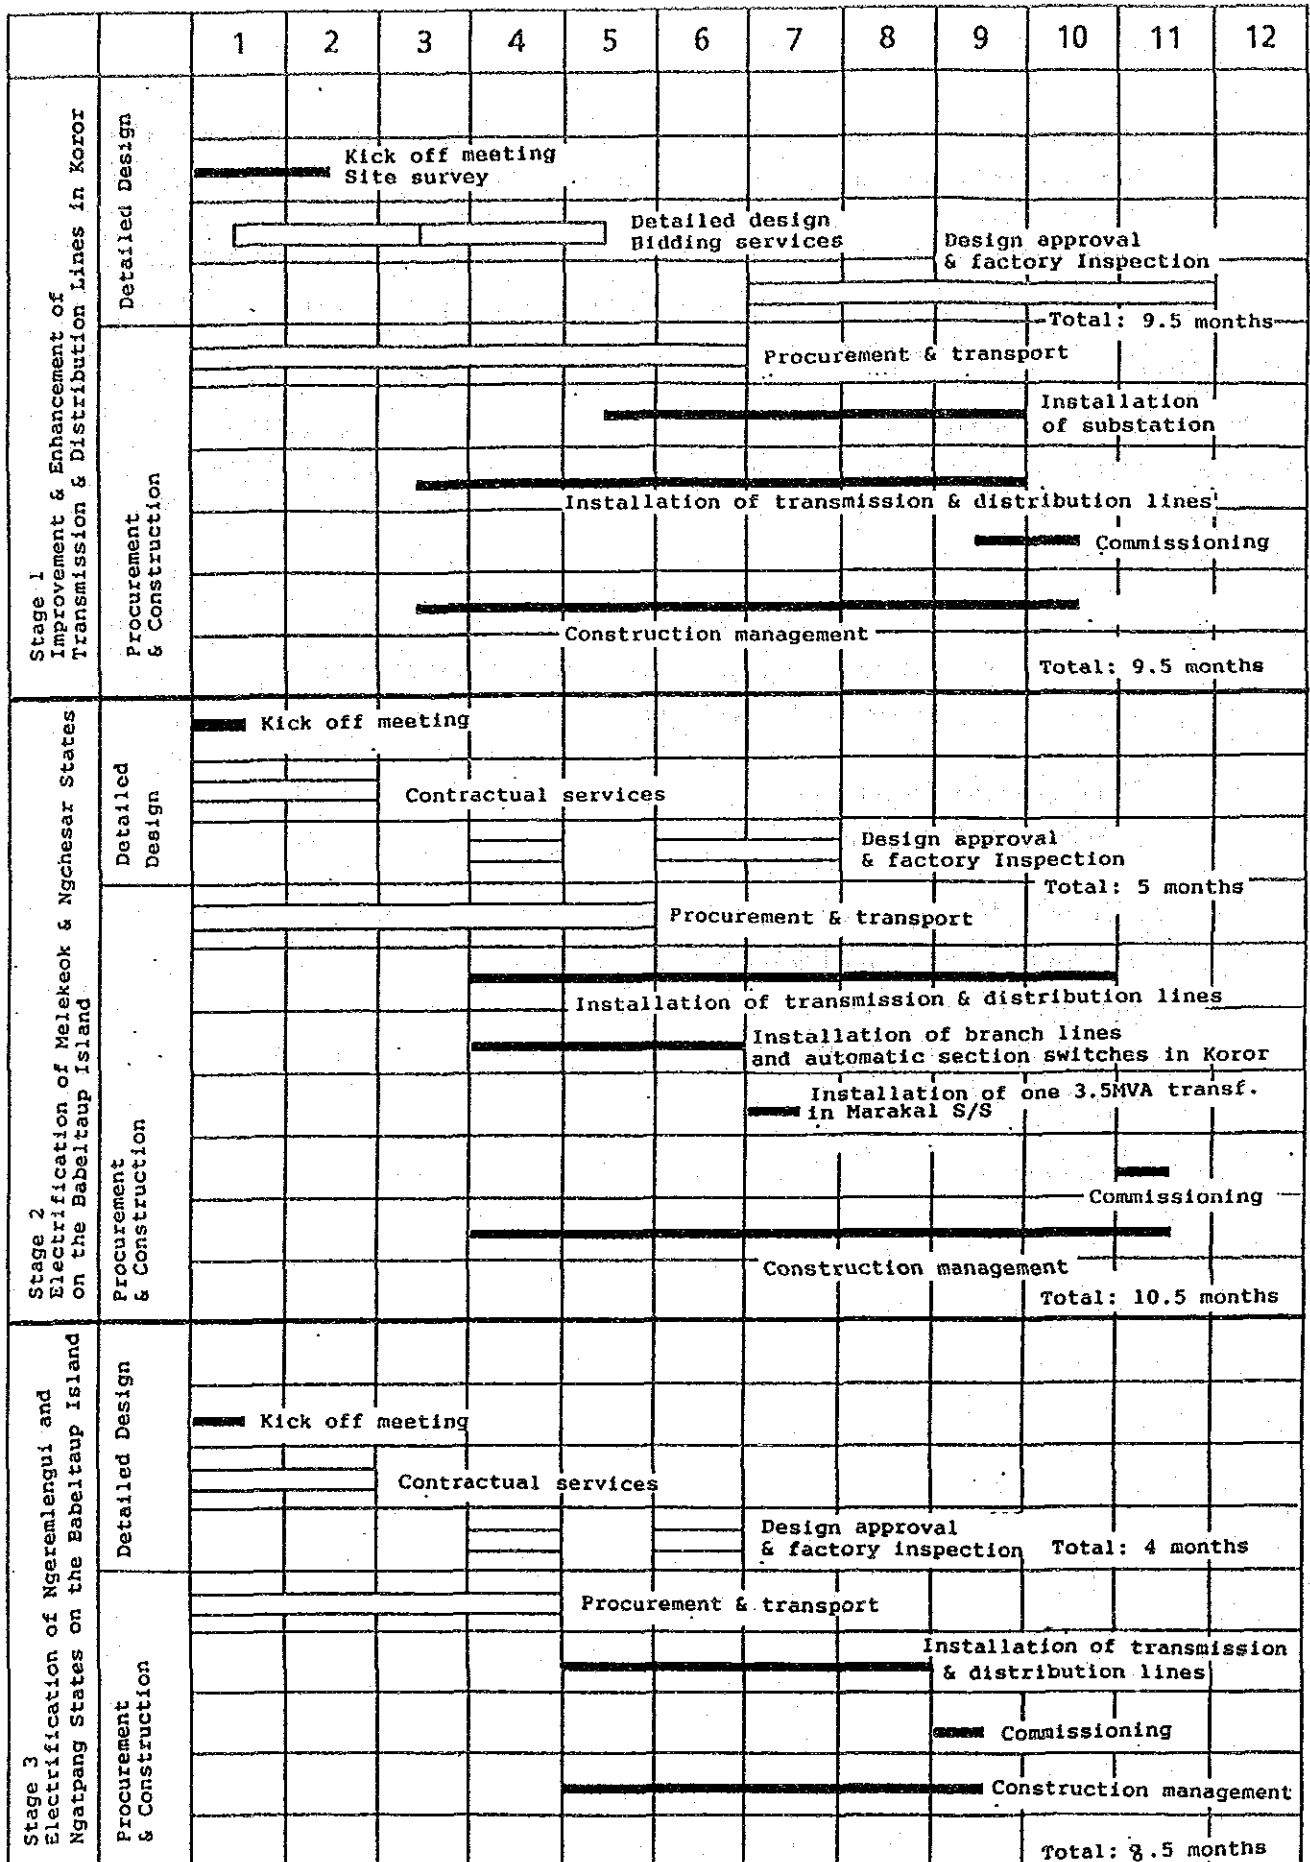 1 2 3 4 5 6 7 8 9 10 11 12
Stage 1
Improvement & Enhancement of
Transmission & Distribution Lines in Koror
Detailed Design
Kick off meeting
Site survey
Detailed design
Bidding services
Design approval
& factory Inspection
Total: 9.5 months
Procurement
& Construction
Procurement & transport
Installation
of substation
Installation of transmission & distribution lines
Commissioning
Construction management
Total: 9.5 months
Stage 2
Electrification of Melekeok & Ngchesar States
on the Babeltaup Island
Detailed
Design
Kick off meeting
Contractual services
Design approval
& factory Inspection
Total: 5 months
Procurement
& Construction
Procurement & transport
Installation of transmission & distribution lines
Installation of branch lines
and automatic section switches in Koror
Installation of one 3.5MVA transf.
in Marakal S/S
Commissioning
Construction management
Total: 10.5 months
Stage 3
Electrification of Ngeremlengui and
Ngatpang States on the Babeltaup Island
Detailed Design
Kick off meeting
Contractual services
Design approval
& factory inspection
Total: 4 months
Procurement
& Construction
Procurement & transport
Installation of transmission
& distribution lines
Commissioning
Construction management
Total: 8.5 months